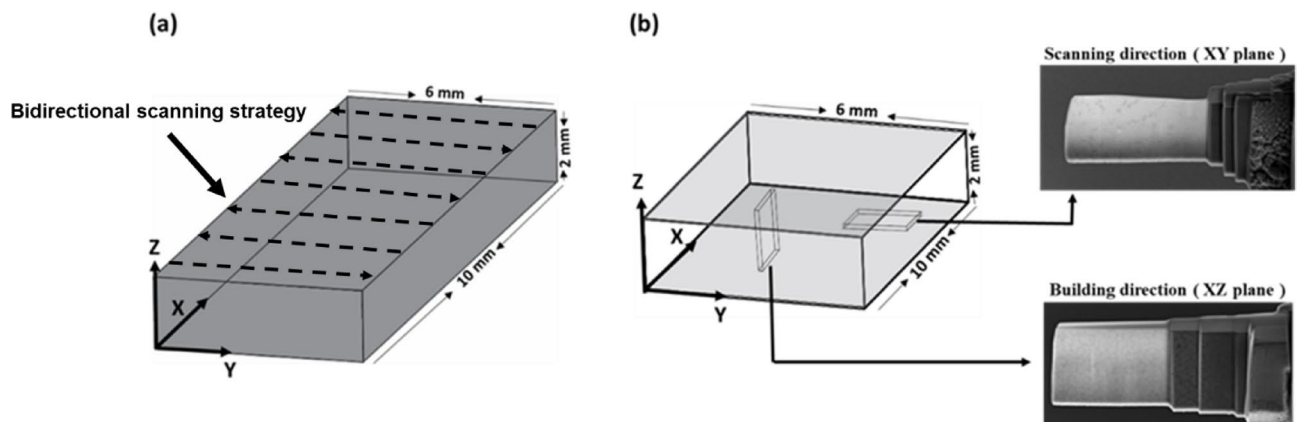 (a)
6 mm
Bidirectional scanning strategy
2 mm
10 mm
Z
X
Y
(b)
6 mm
2 mm
10 mm
Z
X
Y
Scanning direction ( XY plane )
Building direction ( XZ plane )